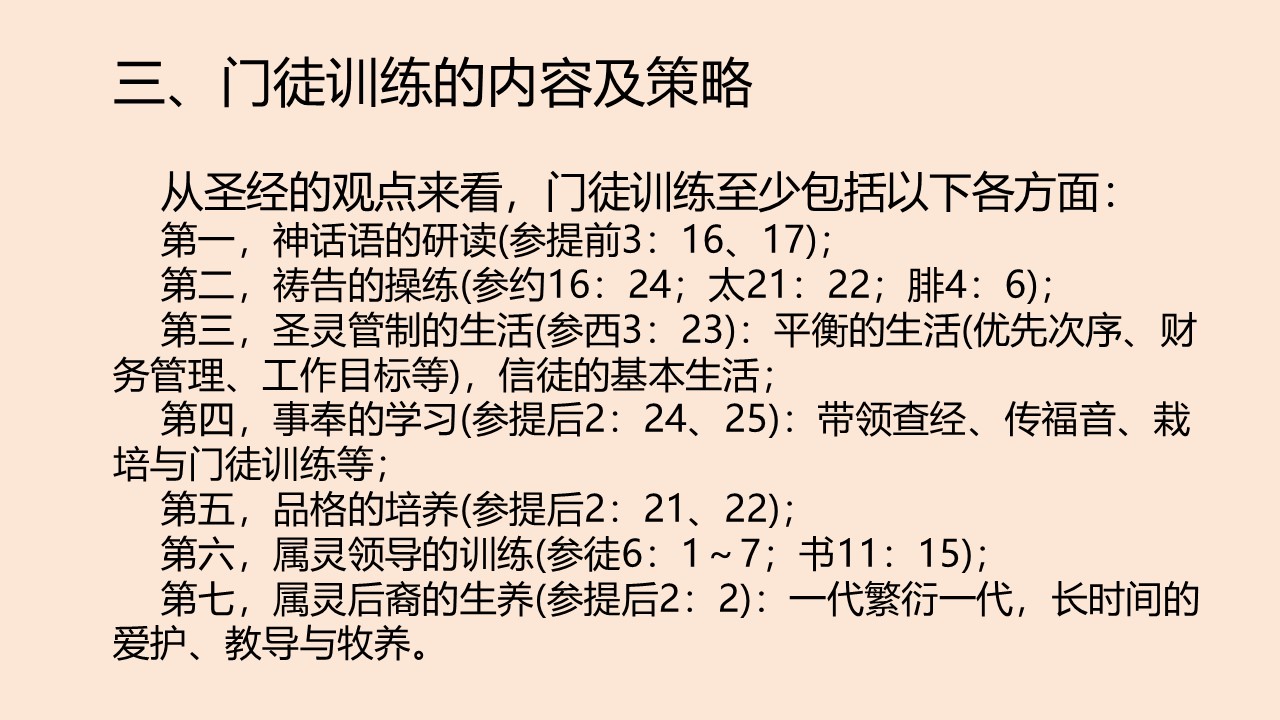 三、门徒训练的内容及策略
从圣经的观点来看，门徒训练至少包括以下各方面：
第一，神话语的研读(参提前3：16、17)；
第二，祷告的操练(参约16：24；太21：22；腓4：6)；
第三，圣灵管制的生活(参西3：23)：平衡的生活(优先次序、财
务管理、工作目标等)，信徒的基本生活；
第四，事奉的学习(参提后2：24、25)：带领查经、传福音、栽
培与门徒训练等；
第五，品格的培养(参提后2：21、22)；
第六，属灵领导的训练(参徒6：1～7；书11：15)；
第七，属灵后裔的生养(参提后2：2)：一代繁衍一代，长时间的
爱护、教导与牧养。